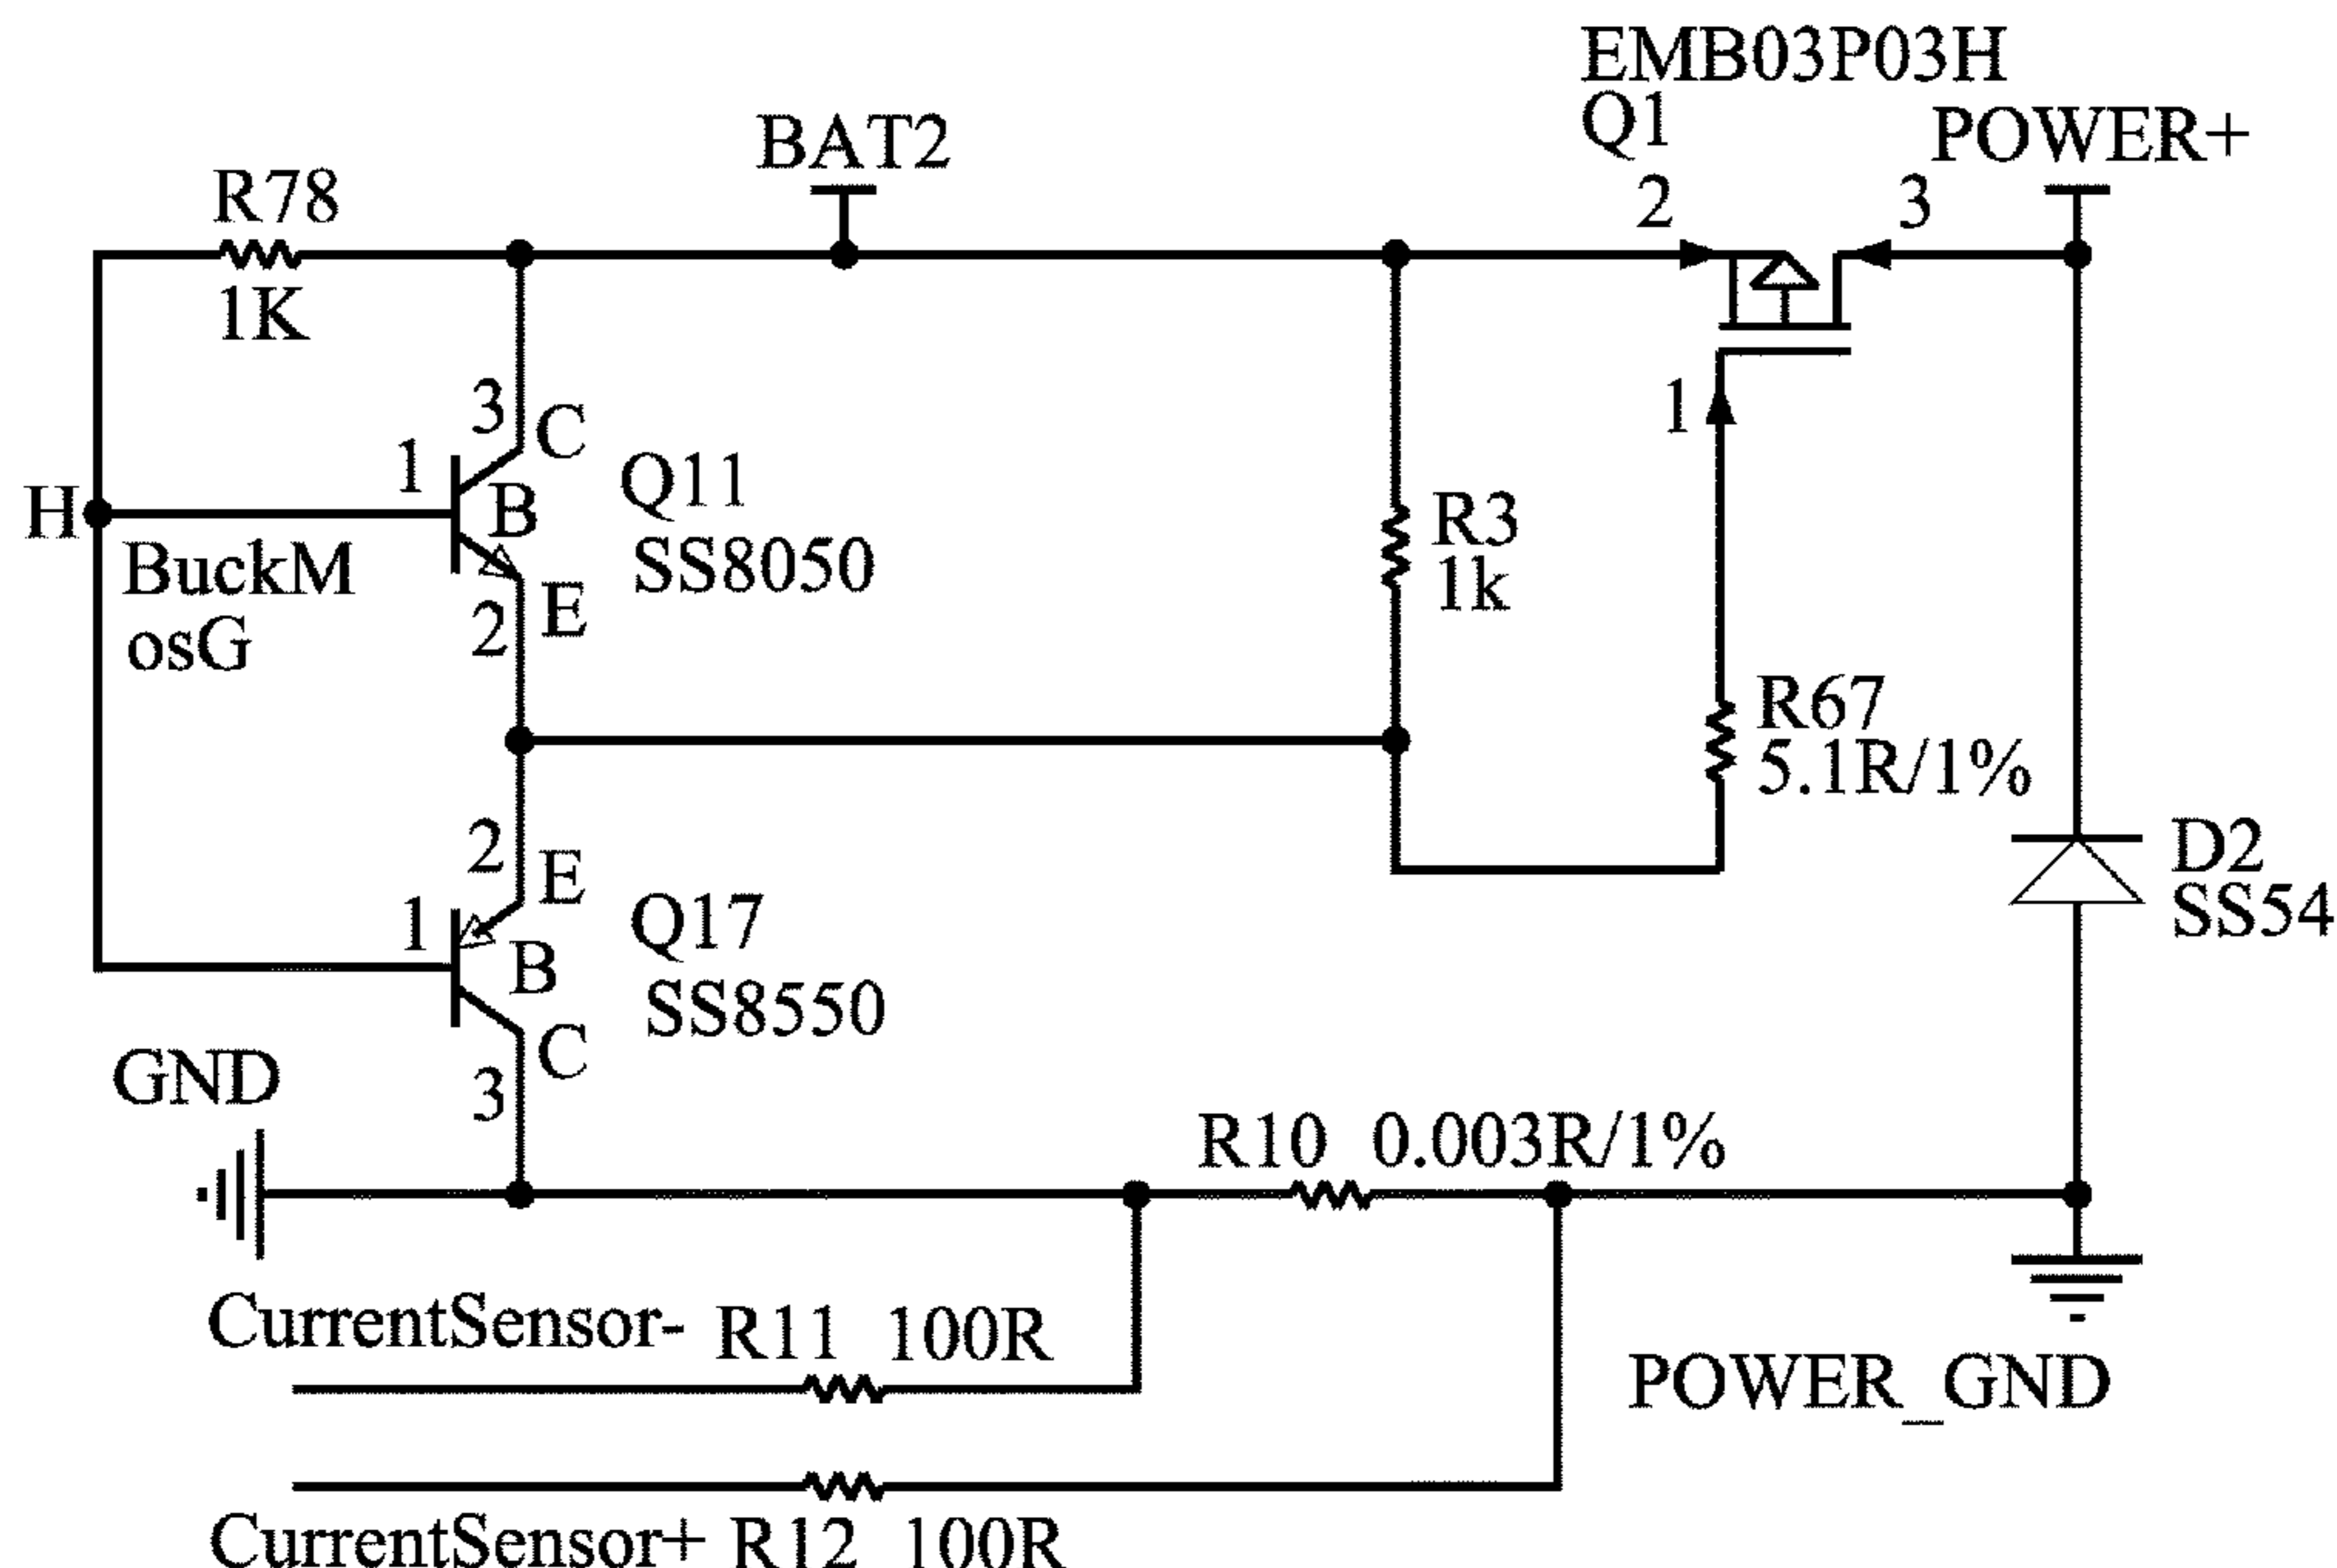 EMB03P03H
Q1
BAT2
POWER+
R78
2
3
1K
3
C
1
1
B
Q11
H
R3
BuckM
SS8050
1k
osG
2
E
R67
5.1R/1%
2
E
D2
1
Q17
SS54
B
SS8550
GND
C
3
R10 0.003R/1%
CurrentSensor- R11 100R
POWER_GND
CurrentSensor+ R12 100R